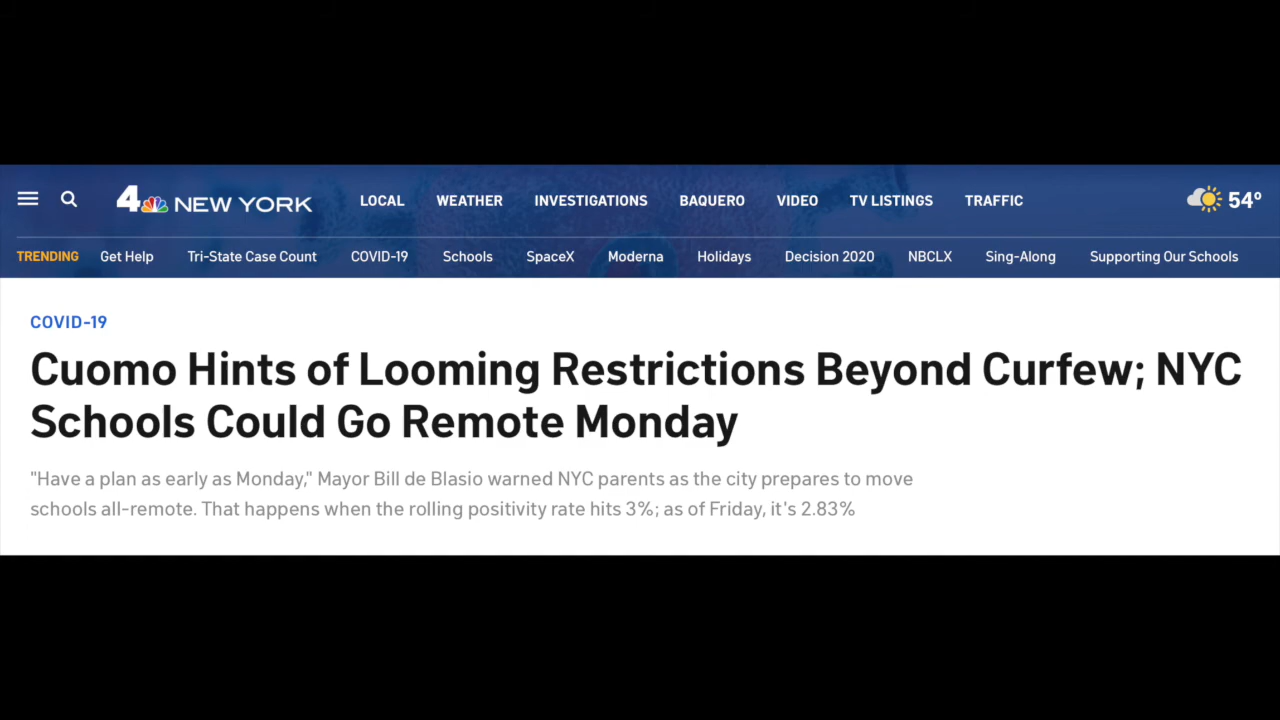 4 NEW YORK LOCAL WEATHER INVESTIGATIONS BAQUERO VIDEO TV LISTINGS TRAFFIC 54º
TRENDING Get Help Tri-State Case Count COVID-19 Schools SpaceX Moderna Holidays Decision 2020 NBCLX Sing-Along Supporting Our Schools
COVID-19
Cuomo Hints of Looming Restrictions Beyond Curfew; NYC
Schools Could Go Remote Monday
"Have a plan as early as Monday," Mayor Bill de Blasio warned NYC parents as the city prepares to move
schools all-remote. That happens when the rolling positivity rate hits 3%; as of Friday, it's 2.83%